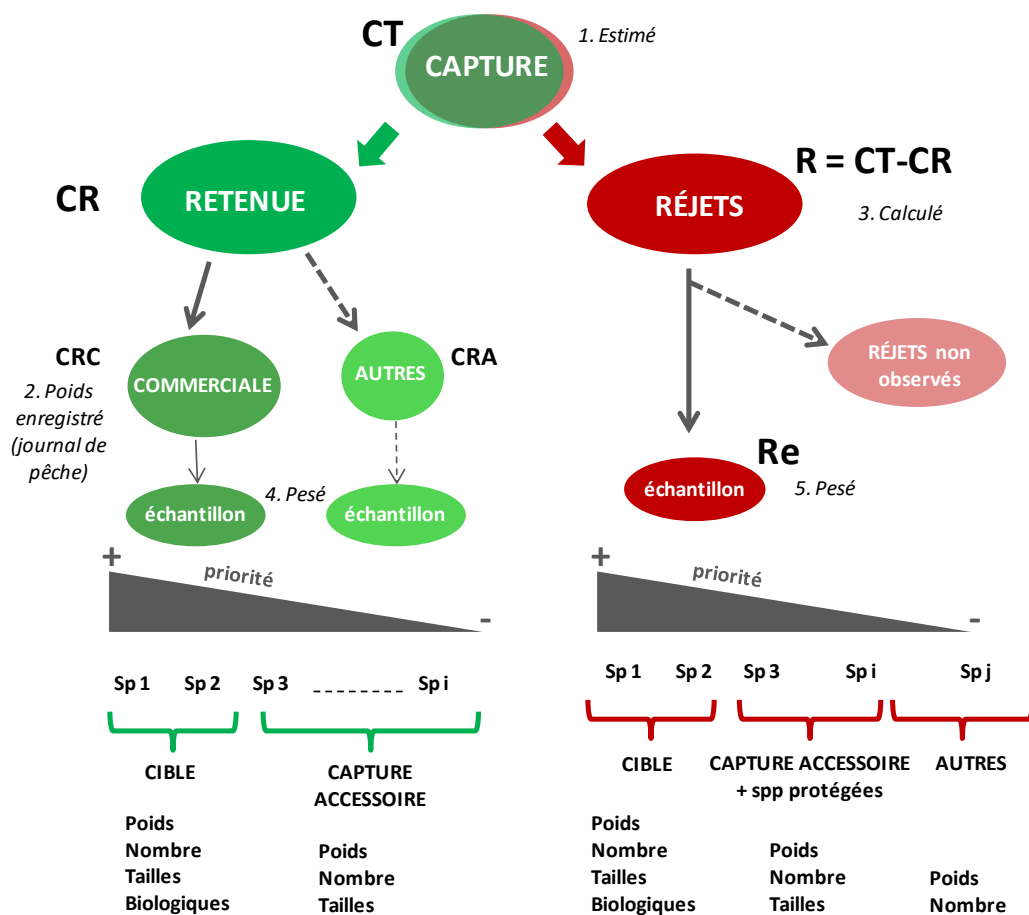 CT
1. Estimé
CAPTURE
R = CT-CR
CR
RETENUE
RÉJETS
3. Calculé
CRC
COMMERCIALE
AUTRES
CRA
RÉJETS non
observés
2. Poids
enregistré
(journal de
pêche)
Re
échantillon
4. Pesé
échantillon
échantillon
5. Pesé
+
priorité
-
+
priorité
-
Sp 1 Sp 2 Sp 3 --------- Sp i
Sp 1 Sp 2 Sp 3 Sp i Sp j
CIBLE
CAPTURE
ACCESSOIRE
CIBLE
CAPTURE ACCESSOIRE
+ spp protégées
AUTRES
Poids
Nombre
Tailles
Biologiques
Poids
Nombre
Tailles
Poids
Nombre
Tailles
Biologiques
Poids
Nombre
Tailles
Poids
Nombre